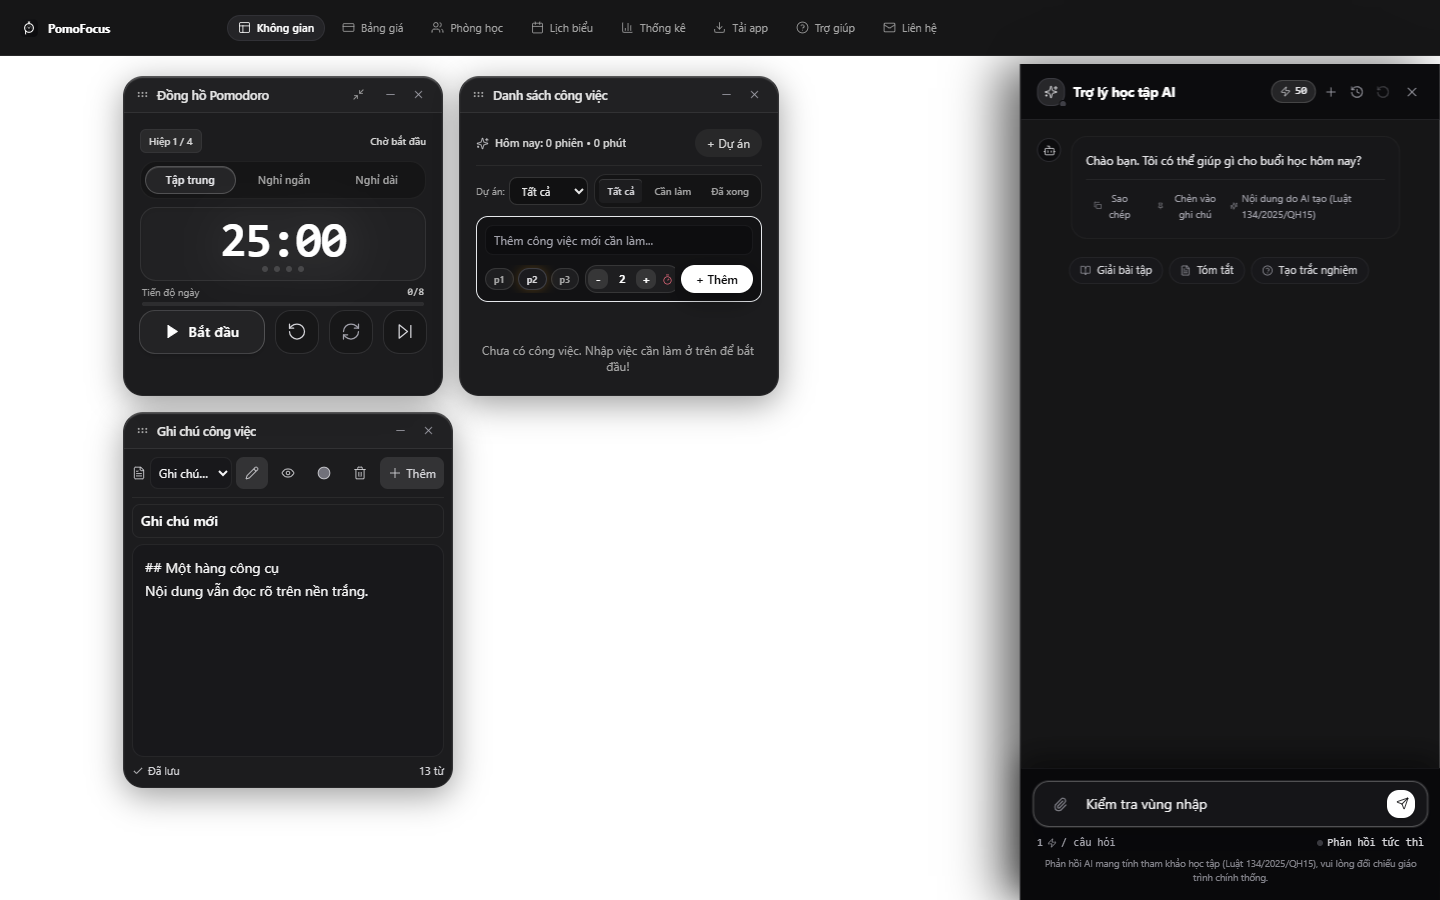 PomoFocus
Không gian
Bảng giá
Phòng học
Lịch biểu
Thống kê
Tải app
Trợ giúp
Liên hệ
Đồng hồ Pomodoro
Hiệp 1 / 4
Chờ bắt đầu
Tập trung
Nghỉ ngắn
Nghỉ dài
25:00
Tiến độ ngày
0/8
Bắt đầu
Danh sách công việc
Hôm nay: 0 phiên • 0 phút
+ Dự án
Dự án:
Tất cả
Tất cả
Cần làm
Đã xong
Thêm công việc mới cần làm...
p1
p2
p3
-
2
+
+ Thêm
Chưa có công việc. Nhập việc cần làm ở trên để bắt
đầu!
Ghi chú công việc
Ghi chú...
Thêm
Ghi chú mới
## Một hàng công cụ
Nội dung vẫn đọc rõ trên nền trắng.
Đã lưu
13 từ
Trợ lý học tập AI
50
Chào bạn. Tôi có thể giúp gì cho buổi học hôm nay?
Sao
chép
Chèn vào
ghi chú
Nội dung do AI tạo (Luật
134/2025/QH15)
Giải bài tập
Tóm tắt
Tạo trắc nghiệm
Kiểm tra vùng nhập
1 / câu hỏi
Phản hồi tức thì
Phản hồi AI mang tính tham khảo học tập (Luật 134/2025/QH15), vui lòng đối chiếu giáo
trình chính thống.